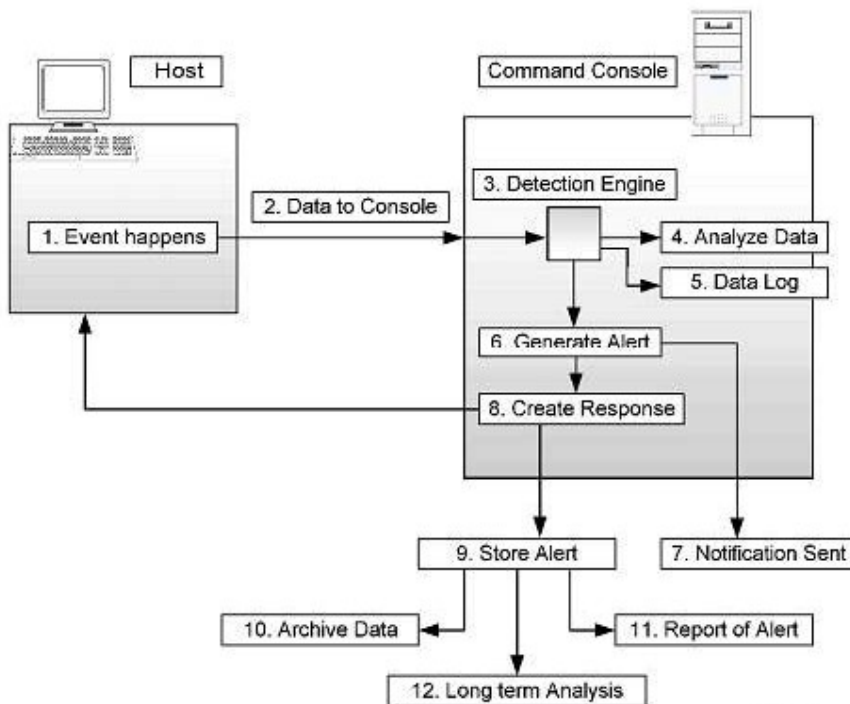 Host
Command Console
1. Event happens
2. Data to Console
3. Detection Engine
4. Analyze Data
5. Data Log
6. Generate Alert
8. Create Response
9. Store Alert
7. Notification Sent
10. Archive Data
11. Report of Alert
12. Long term Analysis